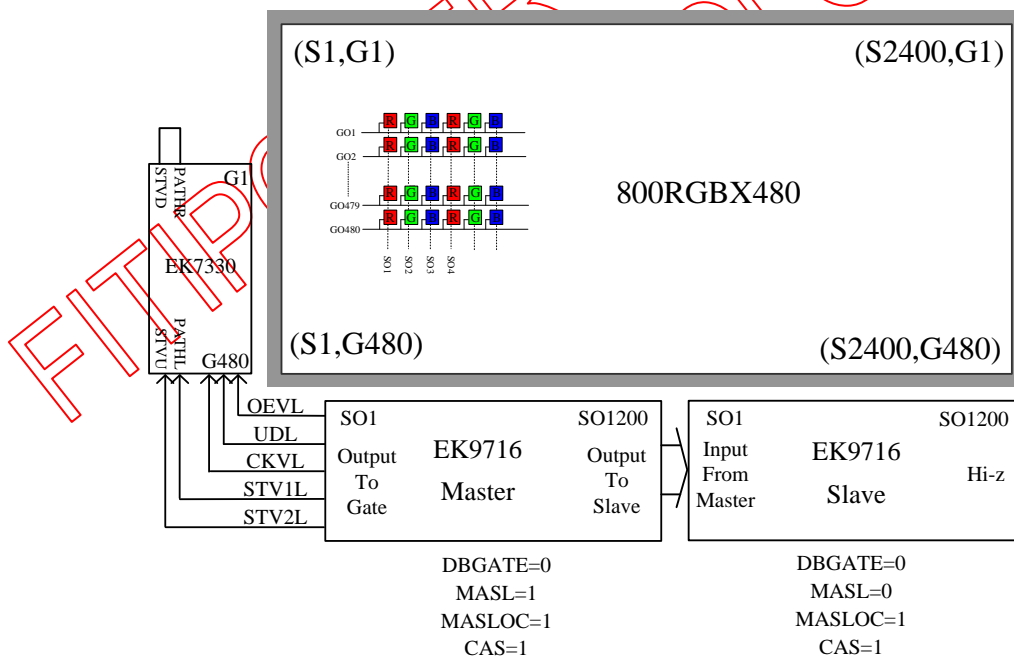 (S1,G1)
(S2400,G1)
R G B R G B
GO1
R G B R G B
GO2
R G B R G B
GO479
R G B R G B
GO480
SO1
SO2
SO3
SO4
800RGBX480
STVD
PATHR
G1
EK7330
STVU
PATHL
G480
(S1,G480)
(S2400,G480)
OEVL
UDL
CKVL
STV1L
STV2L
SO1
SO1200
Output
To
Gate
EK9716
Master
Output
To
Slave
SO1
SO1200
Input
From
Master
EK9716
Slave
Hi-z
DBGATE=0
MASL=1
MASLOC=1
CAS=1
DBGATE=0
MASL=0
MASLOC=1
CAS=1